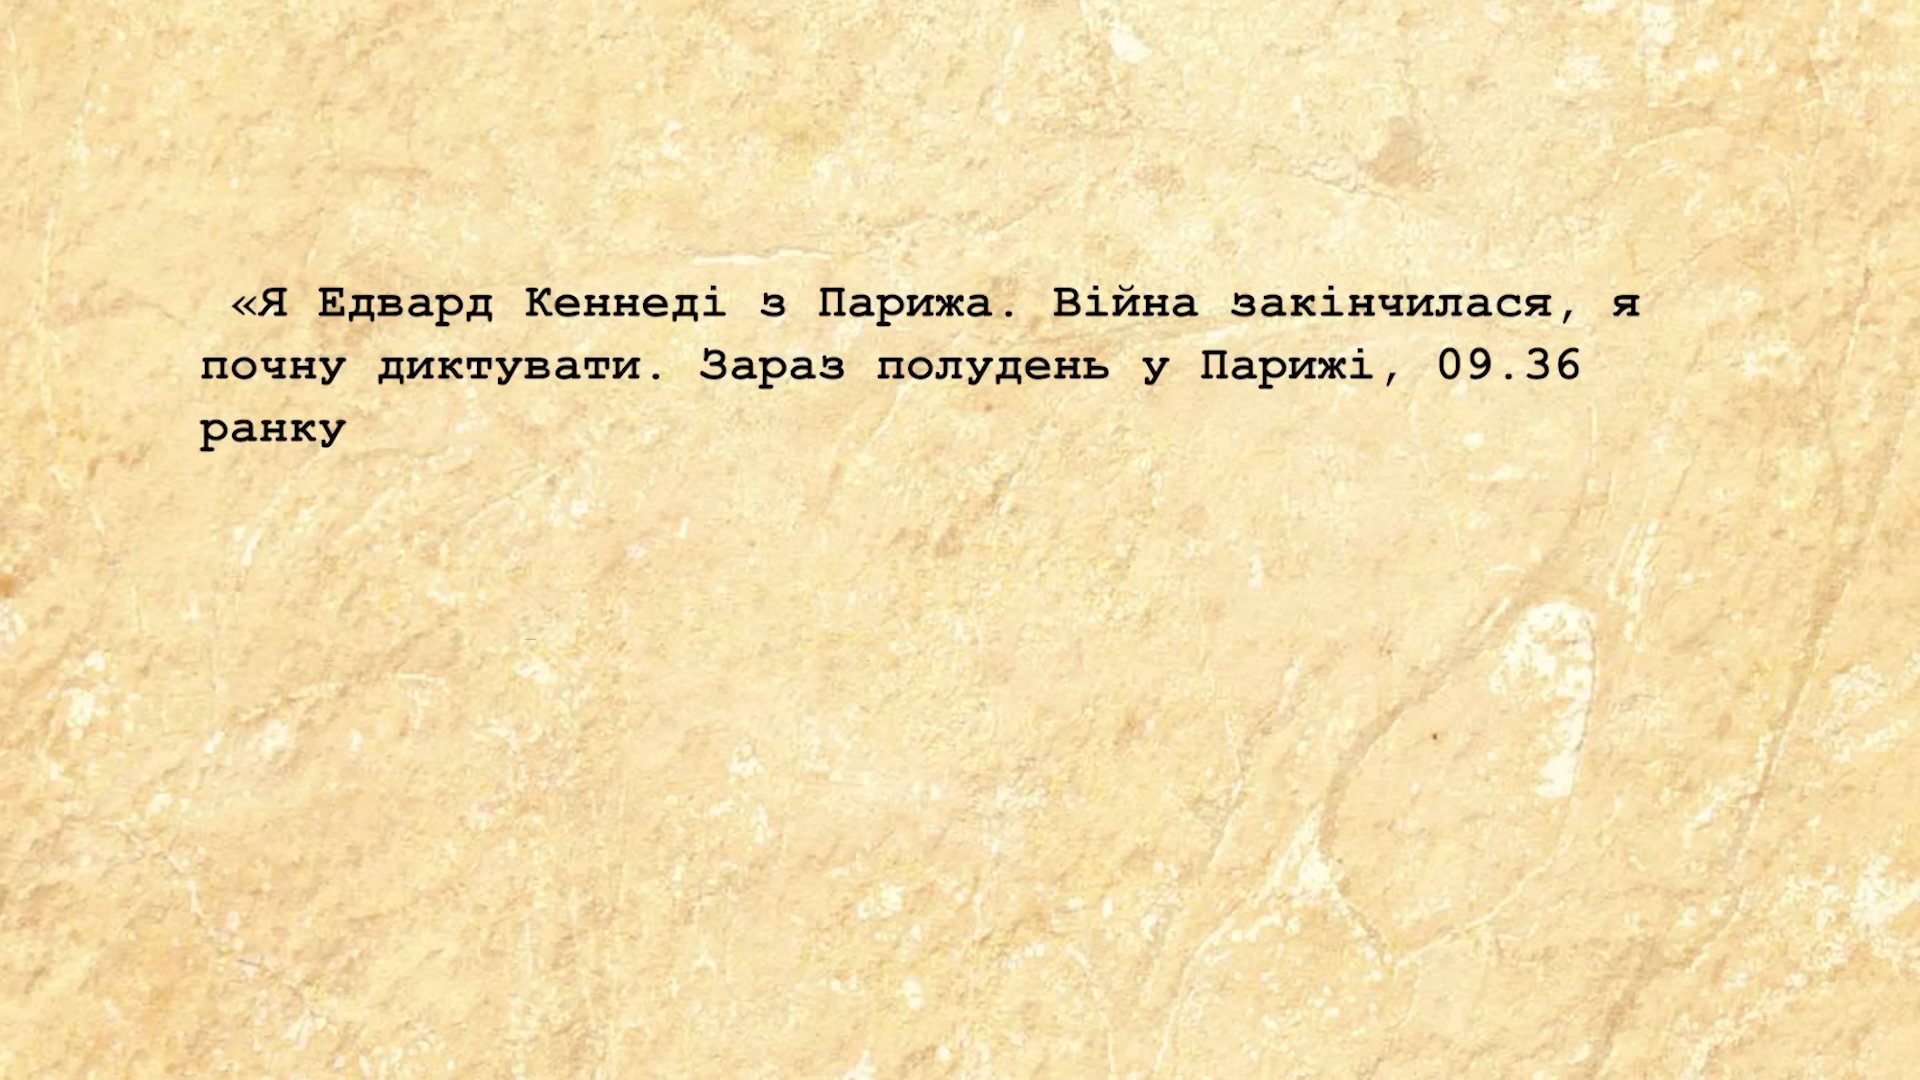 «Я Едвард Кеннеді з Парижа. Війна закінчилася, я
почну диктувати. Зараз полудень у Парижі, 09.36
ранку